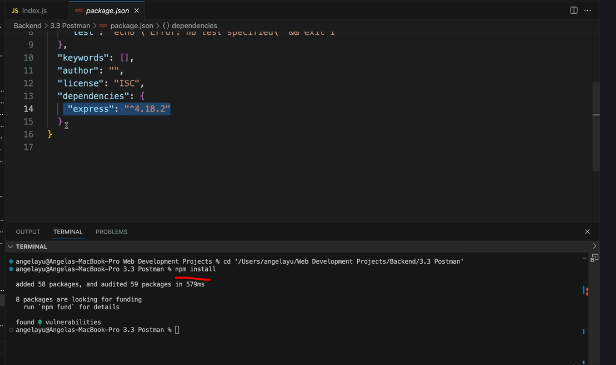 JS index.js
package.json ×
Backend > 3.3 Postman > package.json > {} dependencies
8 "test": "echo \"Error: no test specified\" && exit 1"
9 },
10 "keywords": [],
11 "author": "",
12 "license": "ISC",
13 "dependencies": {
14 "express": "^4.18.2"
15 }
16 }
17
OUTPUT TERMINAL PROBLEMS
TERMINAL
angelayu@Angelas-MacBook-Pro Web Development Projects % cd '/Users/angelayu/Web Development Projects/Backend/3.3 Postman'
angelayu@Angelas-MacBook-Pro 3.3 Postman % npm install
added 58 packages, and audited 59 packages in 579ms
8 packages are looking for funding
run `npm fund` for details
found 0 vulnerabilities
angelayu@Angelas-MacBook-Pro 3.3 Postman %